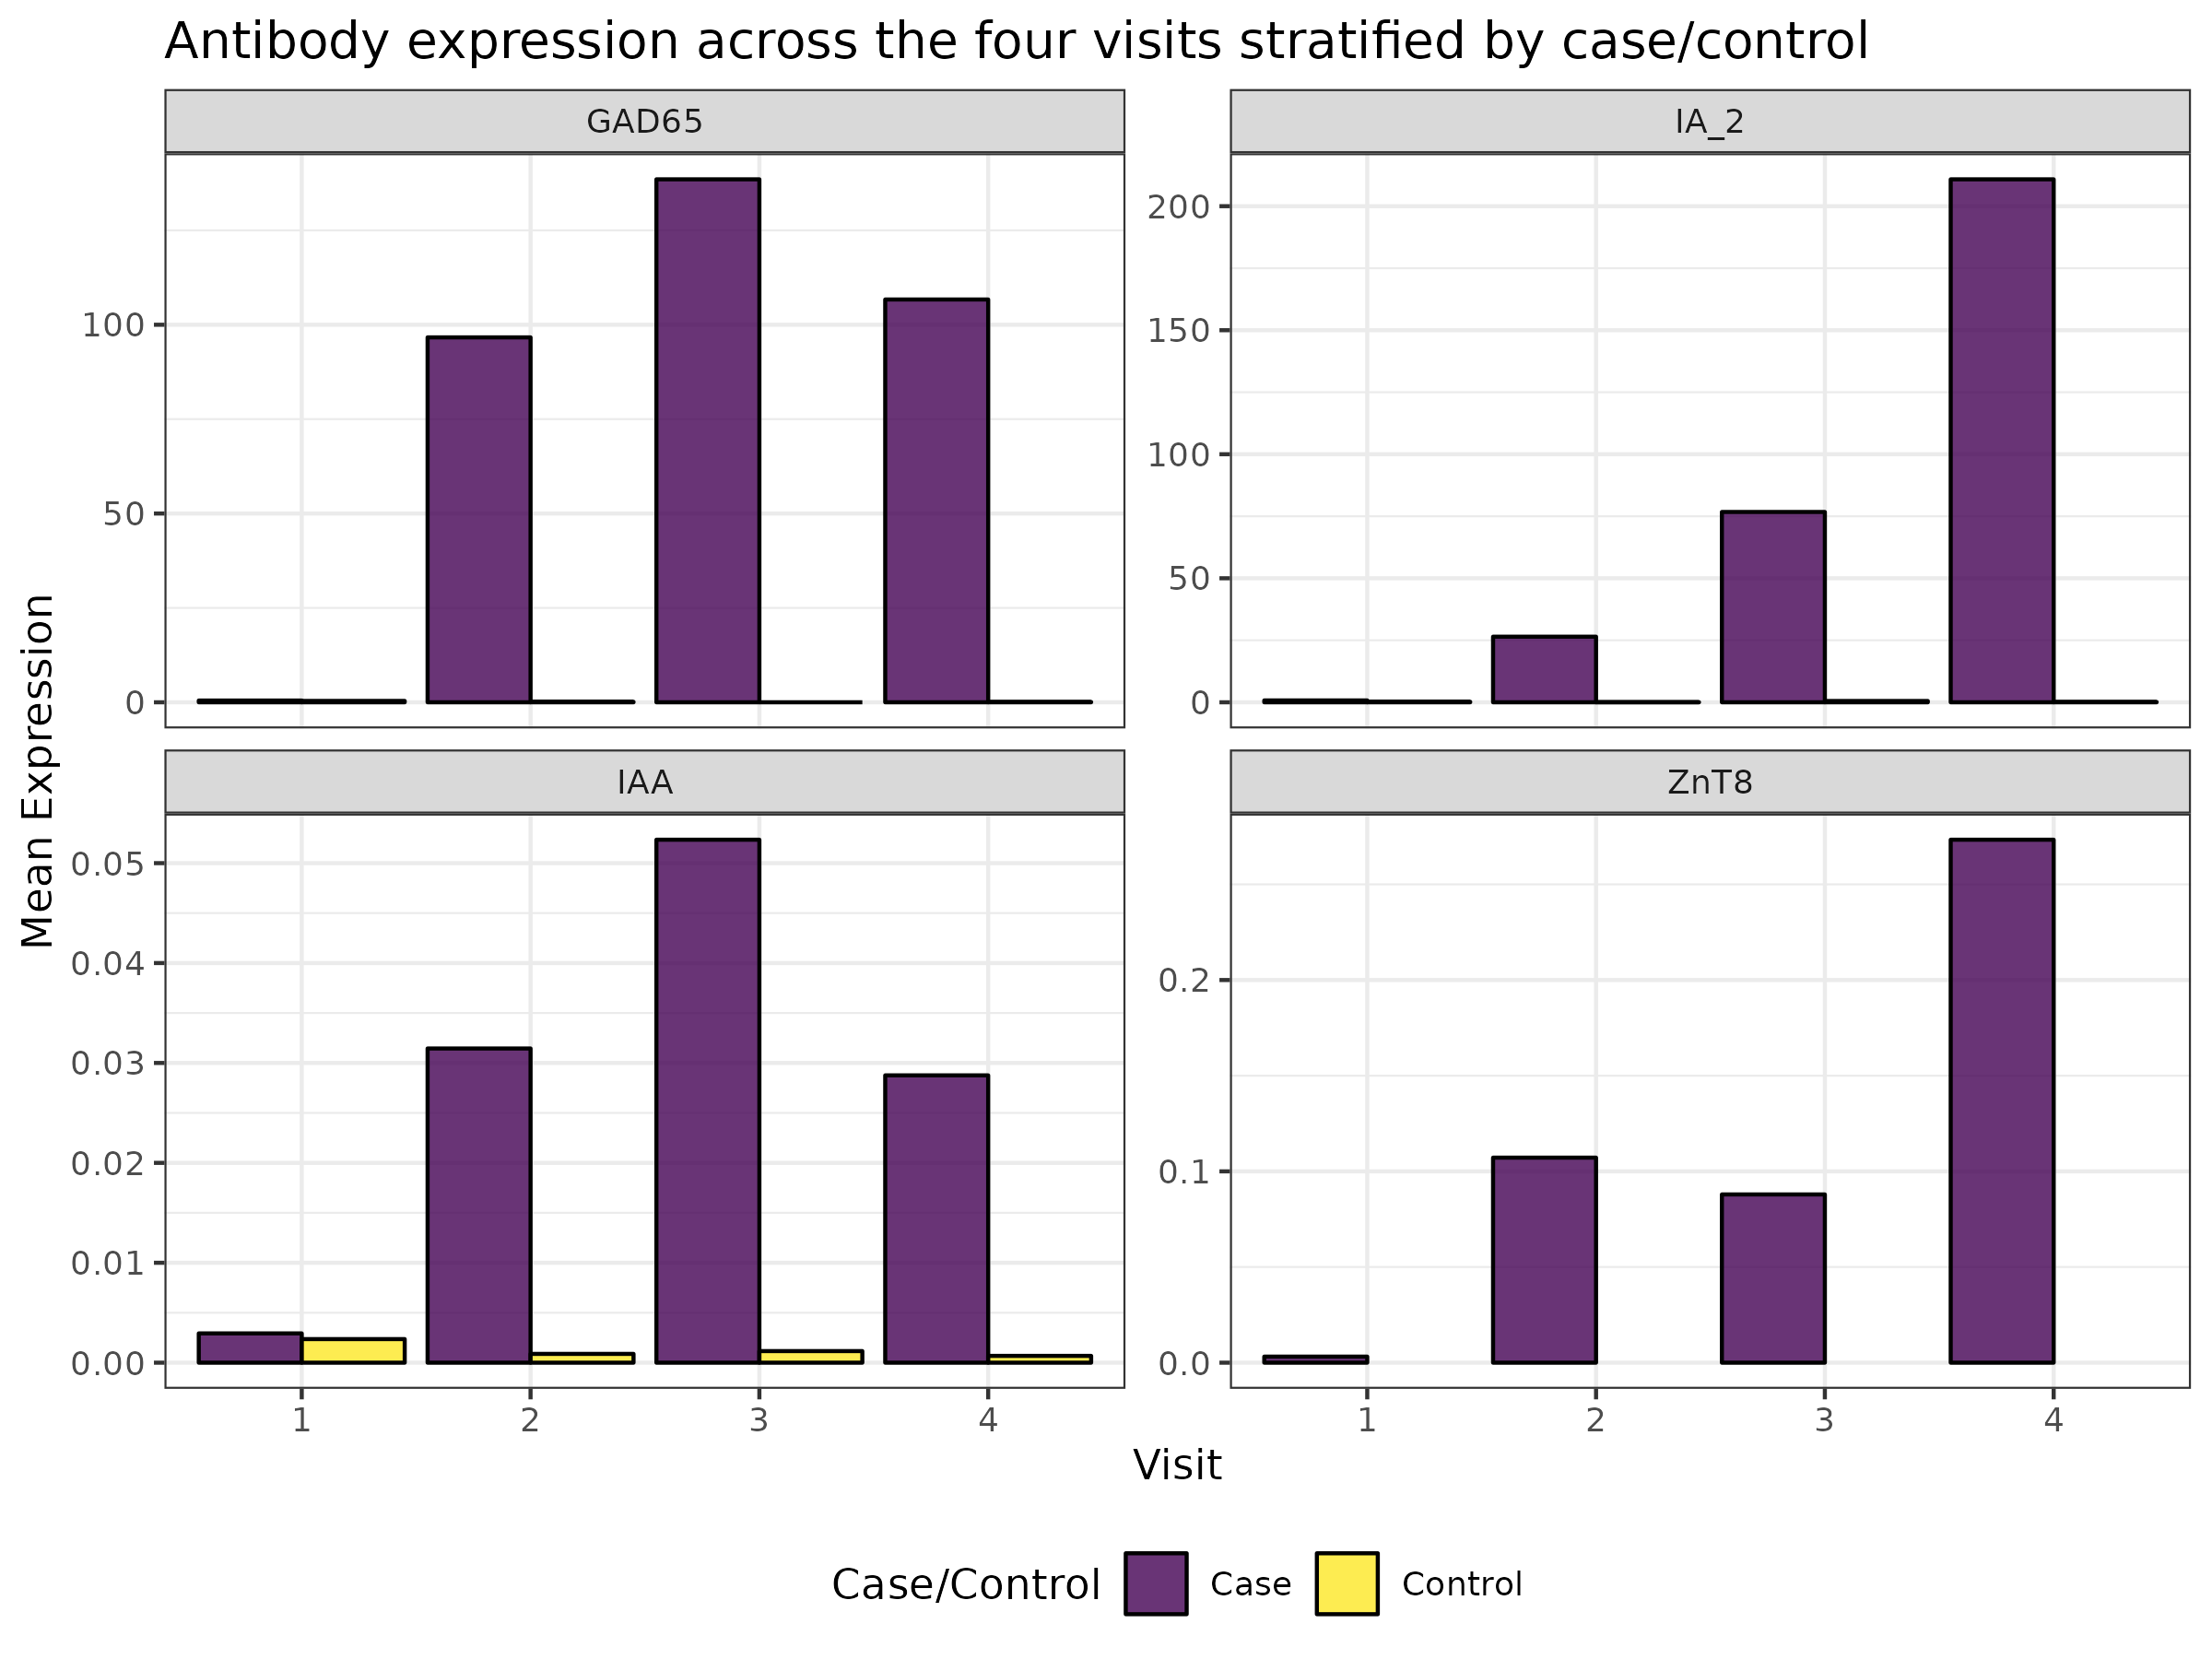 Antibody expression across the four visits stratified by case/control
GAD65
IA_2
100
50
0
200
150
100
50
0
Mean Expression
IAA
ZnT8
0.05
0.04
0.03
0.02
0.01
0.00
0.2
0.1
0.0
1 2 3 4
1 2 3 4
Visit
Case/Control Case Control